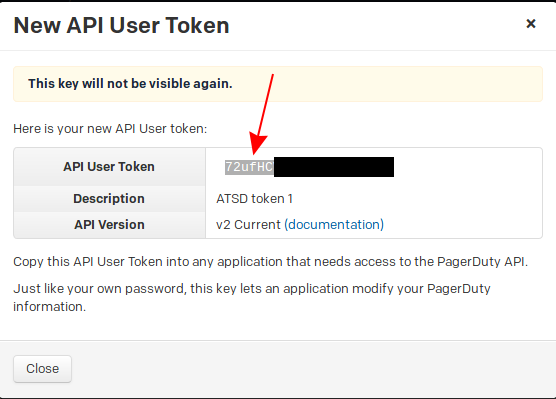 New API User Token ×
This key will not be visible again.
Here is your new API User token:
API User Token 72ufHC
Description ATSD token 1
API Version v2 Current (documentation)
Copy this API User Token into any application that needs access to the PagerDuty API.
Just like your own password, this key lets an application modify your PagerDuty
information.
Close